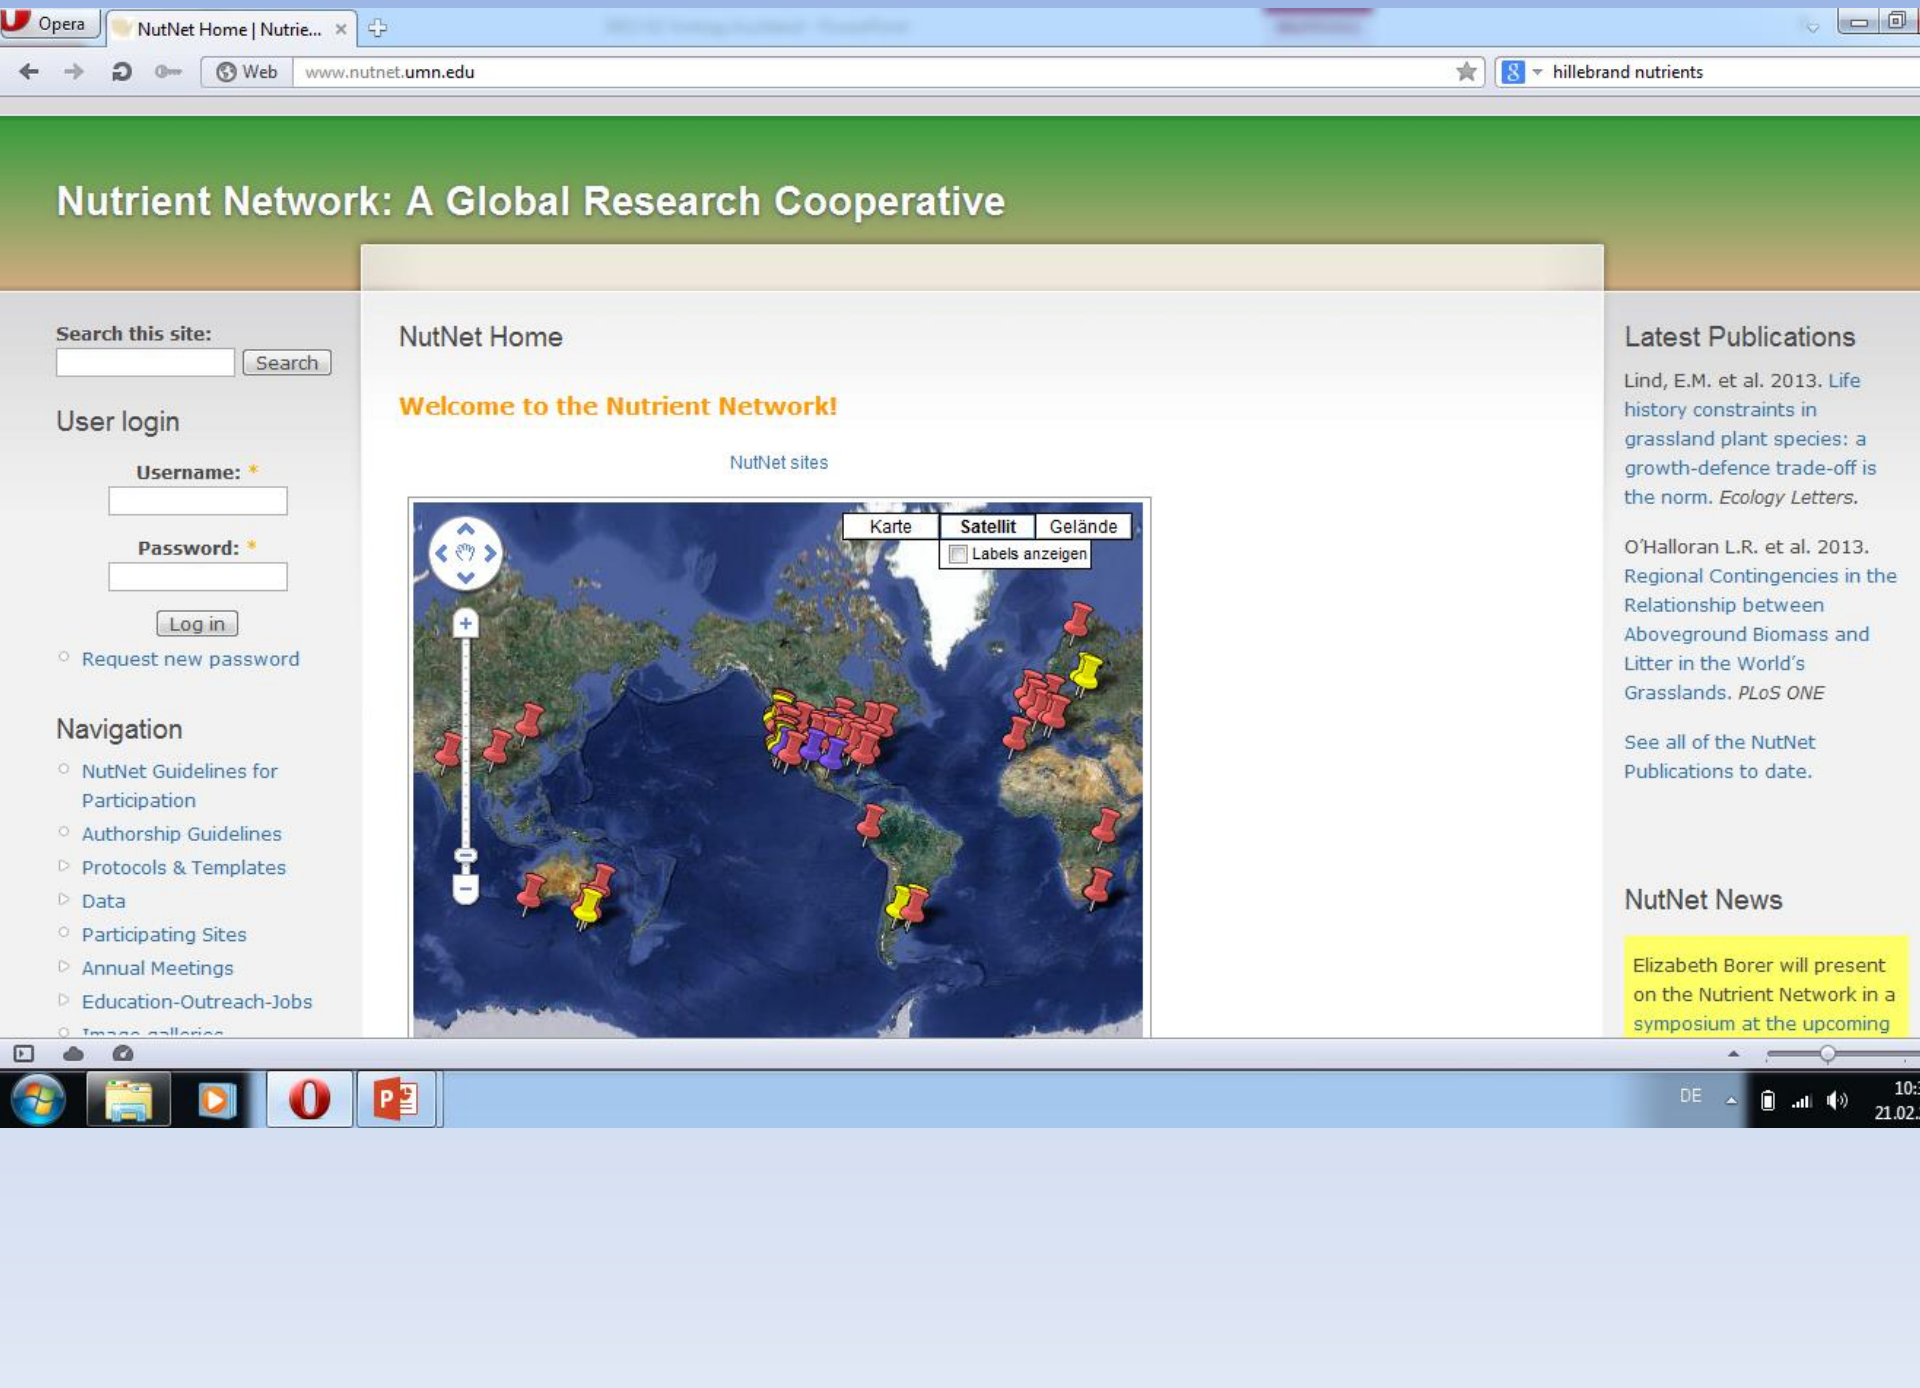 Opera
NutNet Home | Nutrie...
Web
www.nutnet.umn.edu
hillebrand nutrients
Nutrient Network: A Global Research Cooperative
Search this site:
Search
User login
Username: *
Password: *
Log in
Request new password
Navigation
NutNet Guidelines for
Participation
Authorship Guidelines
Protocols & Templates
Data
Participating Sites
Annual Meetings
Education-Outreach-Jobs
Image galleries
NutNet Home
Welcome to the Nutrient Network!
NutNet sites
Karte
Satellit
Gelände
Labels anzeigen
Latest Publications
Lind, E.M. et al. 2013. Life
history constraints in
grassland plant species: a
growth-defence trade-off is
the norm. Ecology Letters.
O'Halloran L.R. et al. 2013.
Regional Contingencies in the
Relationship between
Aboveground Biomass and
Litter in the World's
Grasslands. PLoS ONE
See all of the NutNet
Publications to date.
NutNet News
Elizabeth Borer will present
on the Nutrient Network in a
symposium at the upcoming
DE
10:
21.02.